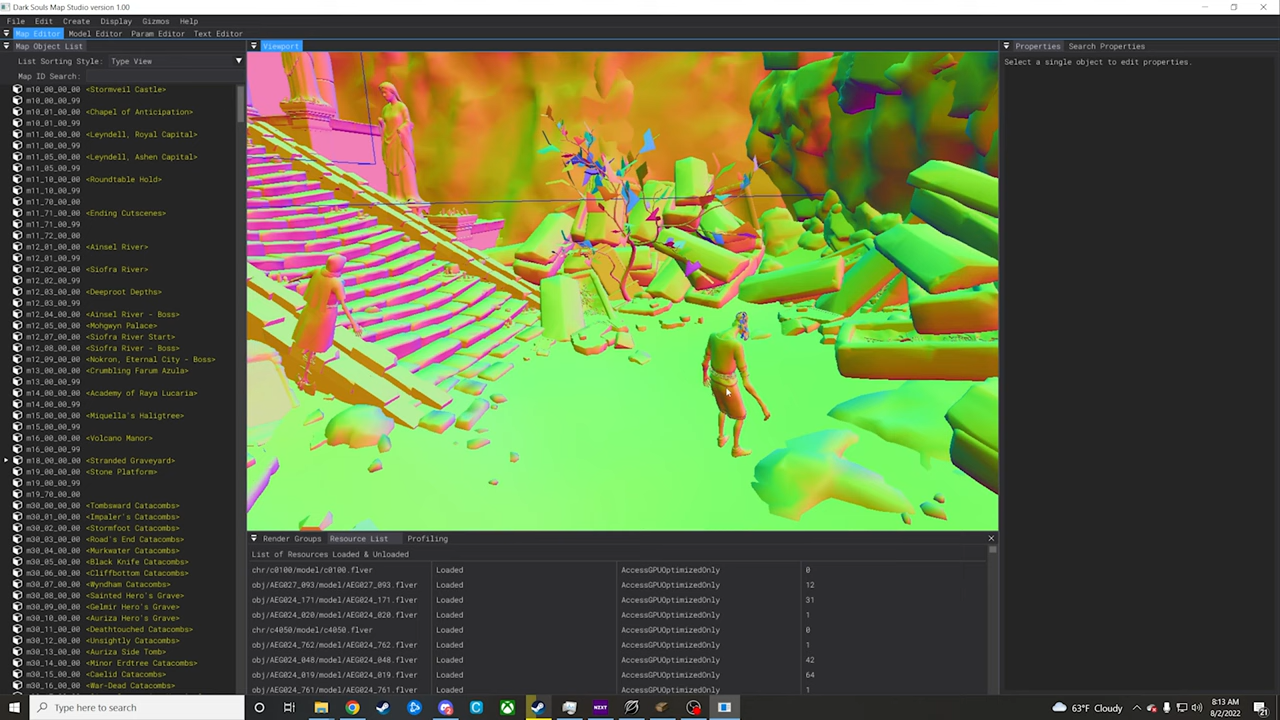 Dark Souls Map Studio version 1.00
File Edit Create Display Gizmos Help
Map Editor Model Editor Param Editor Text Editor
Map Object List
List Sorting Style: Type View
Map ID Search:
m10_00_00_00 <Stormveil Castle>
m10_00_00_99
m10_01_00_00 <Chapel of Anticipation>
m10_01_00_99
m11_00_00_00 <Leyndell, Royal Capital>
m11_00_00_99
m11_05_00_00 <Leyndell, Ashen Capital>
m11_05_00_99
m11_10_00_00 <Roundtable Hold>
m11_10_00_99
m11_70_00_00
m11_71_00_00 <Ending Cutscenes>
m11_71_00_99
m11_72_00_00
m12_01_00_00 <Ainsel River>
m12_01_00_99
m12_02_00_00 <Siofra River>
m12_02_00_99
m12_03_00_00 <Deeproot Depths>
m12_03_00_99
m12_04_00_00 <Ainsel River - Boss>
m12_05_00_00 <Mohgwyn Palace>
m12_07_00_00 <Siofra River Start>
m12_08_00_00 <Siofra River - Boss>
m12_09_00_00 <Nokron, Eternal City - Boss>
m13_00_00_00 <Crumbling Farum Azula>
m13_00_00_99
m14_00_00_00 <Academy of Raya Lucaria>
m14_00_00_99
m15_00_00_00 <Miquella's Haligtree>
m15_00_00_99
m16_00_00_00 <Volcano Manor>
m16_00_00_99
m18_00_00_00 <Stranded Graveyard>
m19_00_00_00 <Stone Platform>
m19_00_00_99
m19_70_00_00
m30_00_00_00 <Tombsward Catacombs>
m30_01_00_00 <Impaler's Catacombs>
m30_02_00_00 <Stormfoot Catacombs>
m30_03_00_00 <Road's End Catacombs>
m30_04_00_00 <Murkwater Catacombs>
m30_05_00_00 <Black Knife Catacombs>
m30_06_00_00 <Cliffbottom Catacombs>
m30_07_00_00 <Wyndham Catacombs>
m30_08_00_00 <Sainted Hero's Grave>
m30_09_00_00 <Gelmir Hero's Grave>
m30_10_00_00 <Auriza Hero's Grave>
m30_11_00_00 <Deathtouched Catacombs>
m30_12_00_00 <Unsightly Catacombs>
m30_13_00_00 <Auriza Side Tomb>
m30_14_00_00 <Minor Erdtree Catacombs>
m30_15_00_00 <Caelid Catacombs>
m30_16_00_00 <War-Dead Catacombs>
Viewport
Render Groups Resource List Profiling
List of Resources Loaded & Unloaded
chr/c0100/model/c0100.flver Loaded AccessGPUOptimizedOnly 0
obj/AEG027_093/model/AEG027_093.flver Loaded AccessGPUOptimizedOnly 12
obj/AEG024_171/model/AEG024_171.flver Loaded AccessGPUOptimizedOnly 31
obj/AEG024_020/model/AEG024_020.flver Loaded AccessGPUOptimizedOnly 1
chr/c4050/model/c4050.flver Loaded AccessGPUOptimizedOnly 0
obj/AEG024_762/model/AEG024_762.flver Loaded AccessGPUOptimizedOnly 1
obj/AEG024_048/model/AEG024_048.flver Loaded AccessGPUOptimizedOnly 42
obj/AEG024_019/model/AEG024_019.flver Loaded AccessGPUOptimizedOnly 64
obj/AEG024_761/model/AEG024_761.flver Loaded AccessGPUOptimizedOnly 1
Properties Search Properties
Select a single object to edit properties.
Type here to search
NZXT
63°F Cloudy
8:13 AM
8/2/2022
21